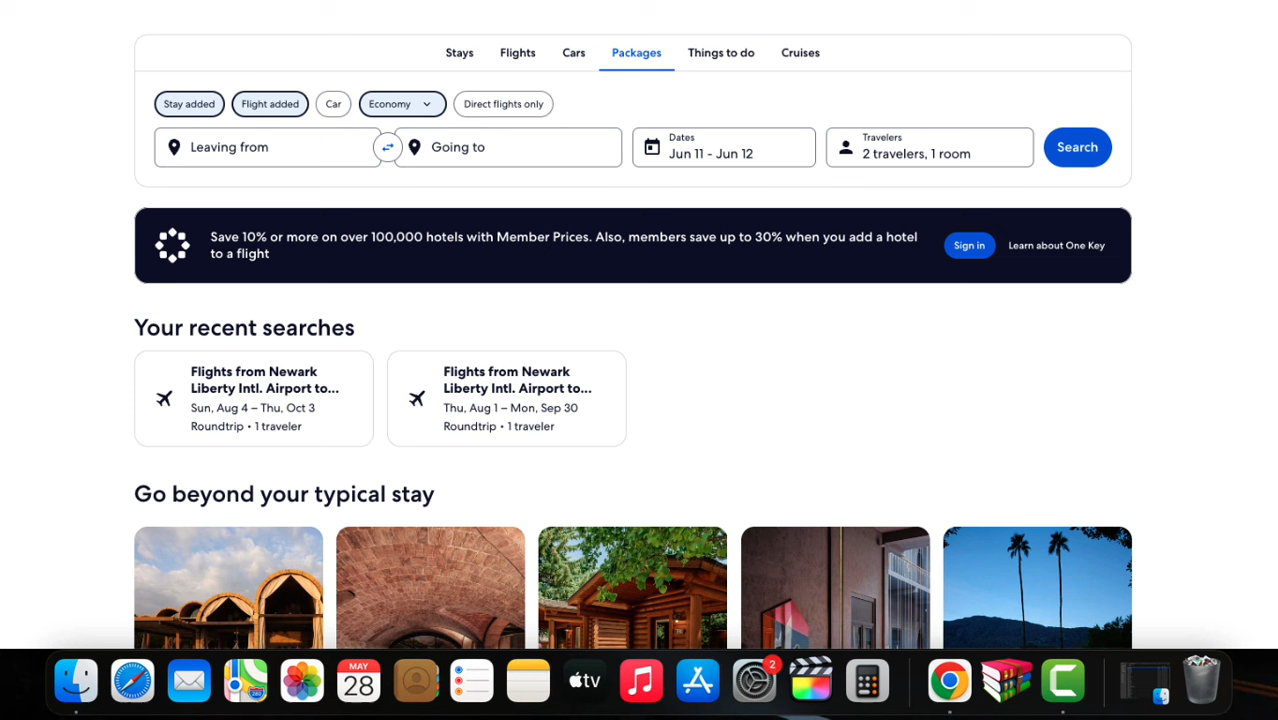 Stays Flights Cars Packages Things to do Cruises
Stay added Flight added Car Economy Direct flights only
Leaving from Going to Dates Jun 11 - Jun 12 Travelers 2 travelers, 1 room Search
Save 10% or more on over 100,000 hotels with Member Prices. Also, members save up to 30% when you add a hotel
to a flight
Sign in Learn about One Key
Your recent searches
Flights from Newark
Liberty Intl. Airport to...
Sun, Aug 4 – Thu, Oct 3
Roundtrip • 1 traveler
Flights from Newark
Liberty Intl. Airport to...
Thu, Aug 1 – Mon, Sep 30
Roundtrip • 1 traveler
Go beyond your typical stay
MAY
28
280
tv
2